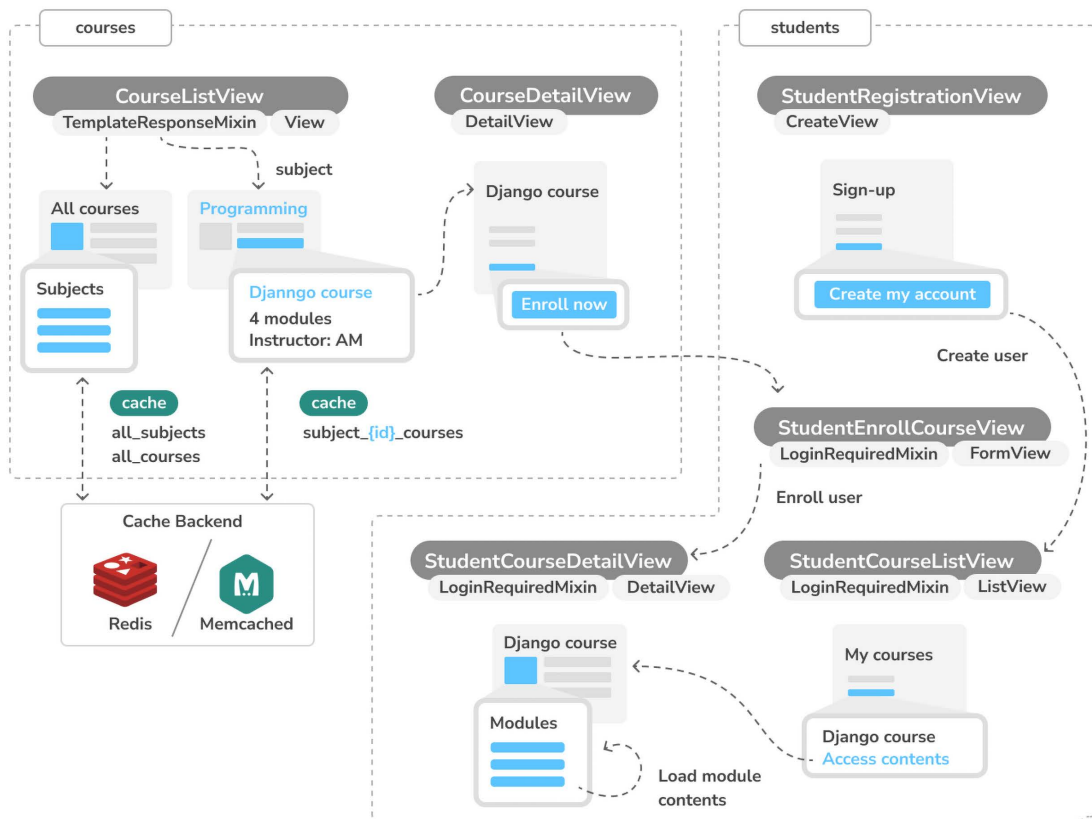 courses
students
CourseListView
TemplateResponseMixin
View
CourseDetailView
DetailView
StudentRegistrationView
CreateView
subject
All courses
Programming
Django course
Sign-up
Subjects
Djanngo course
4 modules
Instructor: AM
Enroll now
Create my account
Create user
cache
all_subjects
all_courses
cache
subject_{id}_courses
StudentEnrollCourseView
LoginRequiredMixin
FormView
Enroll user
Cache Backend
Redis
Memcached
StudentCourseDetailView
LoginRequiredMixin
DetailView
StudentCourseListView
LoginRequiredMixin
ListView
Django course
My courses
Modules
Django course
Access contents
Load module
contents